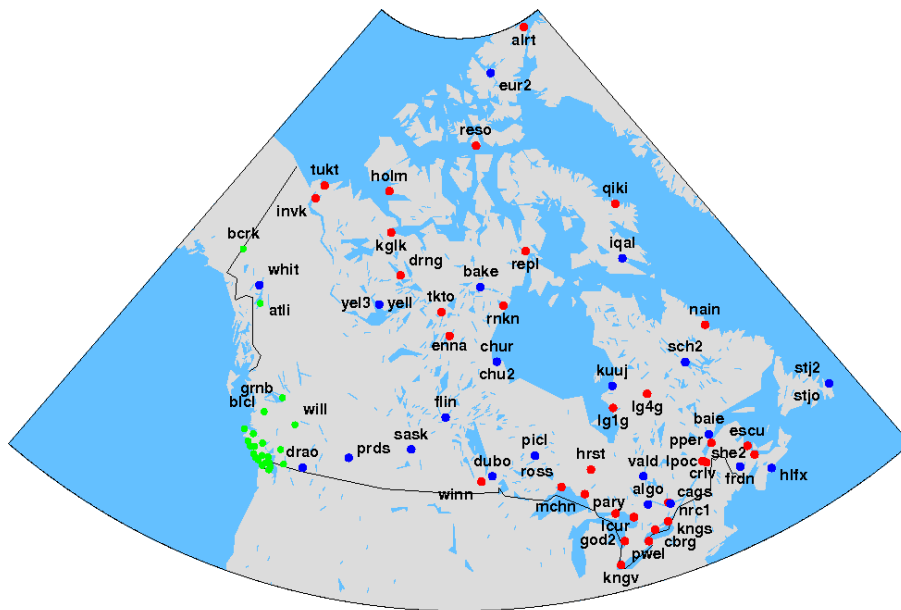 alrt
eur2
reso
tukt
holm
qiki
invk
bcrk
kglk
iqal
drng
repl
whit
bake
yel3
yell
tkto
atli
rnkn
nain
enna
chur
sch2
chu2
kuuj
stj2
grnb
blcl
will
lg4g
stjo
flin
lg1g
baie
escu
pper
she2
picl
sask
prds
drao
dubo
ross
hrst
vald
lpoc
crlv
frdn
hlfx
winn
mchn
pary
algo
cags
nrc1
lcur
kngs
god2
cbrg
pwel
kngv